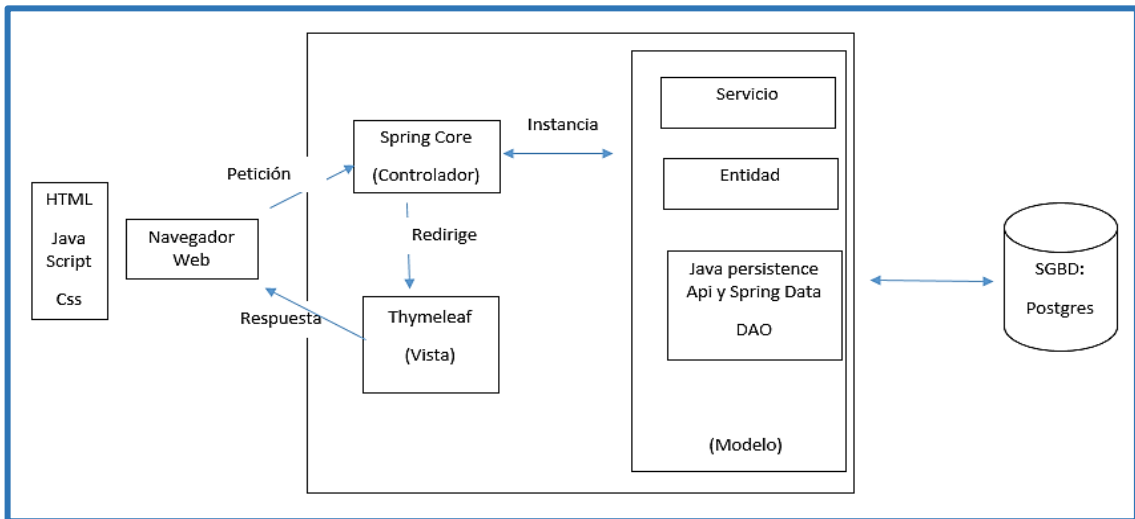 HTML
Java
Script
Css
Navegador
Web
Petición
Respuesta
Spring Core
(Controlador)
Redirige
Thymeleaf
(Vista)
Instancia
Servicio
Entidad
Java persistence
Api y Spring Data
DAO
(Modelo)
SGBD:
Postgres